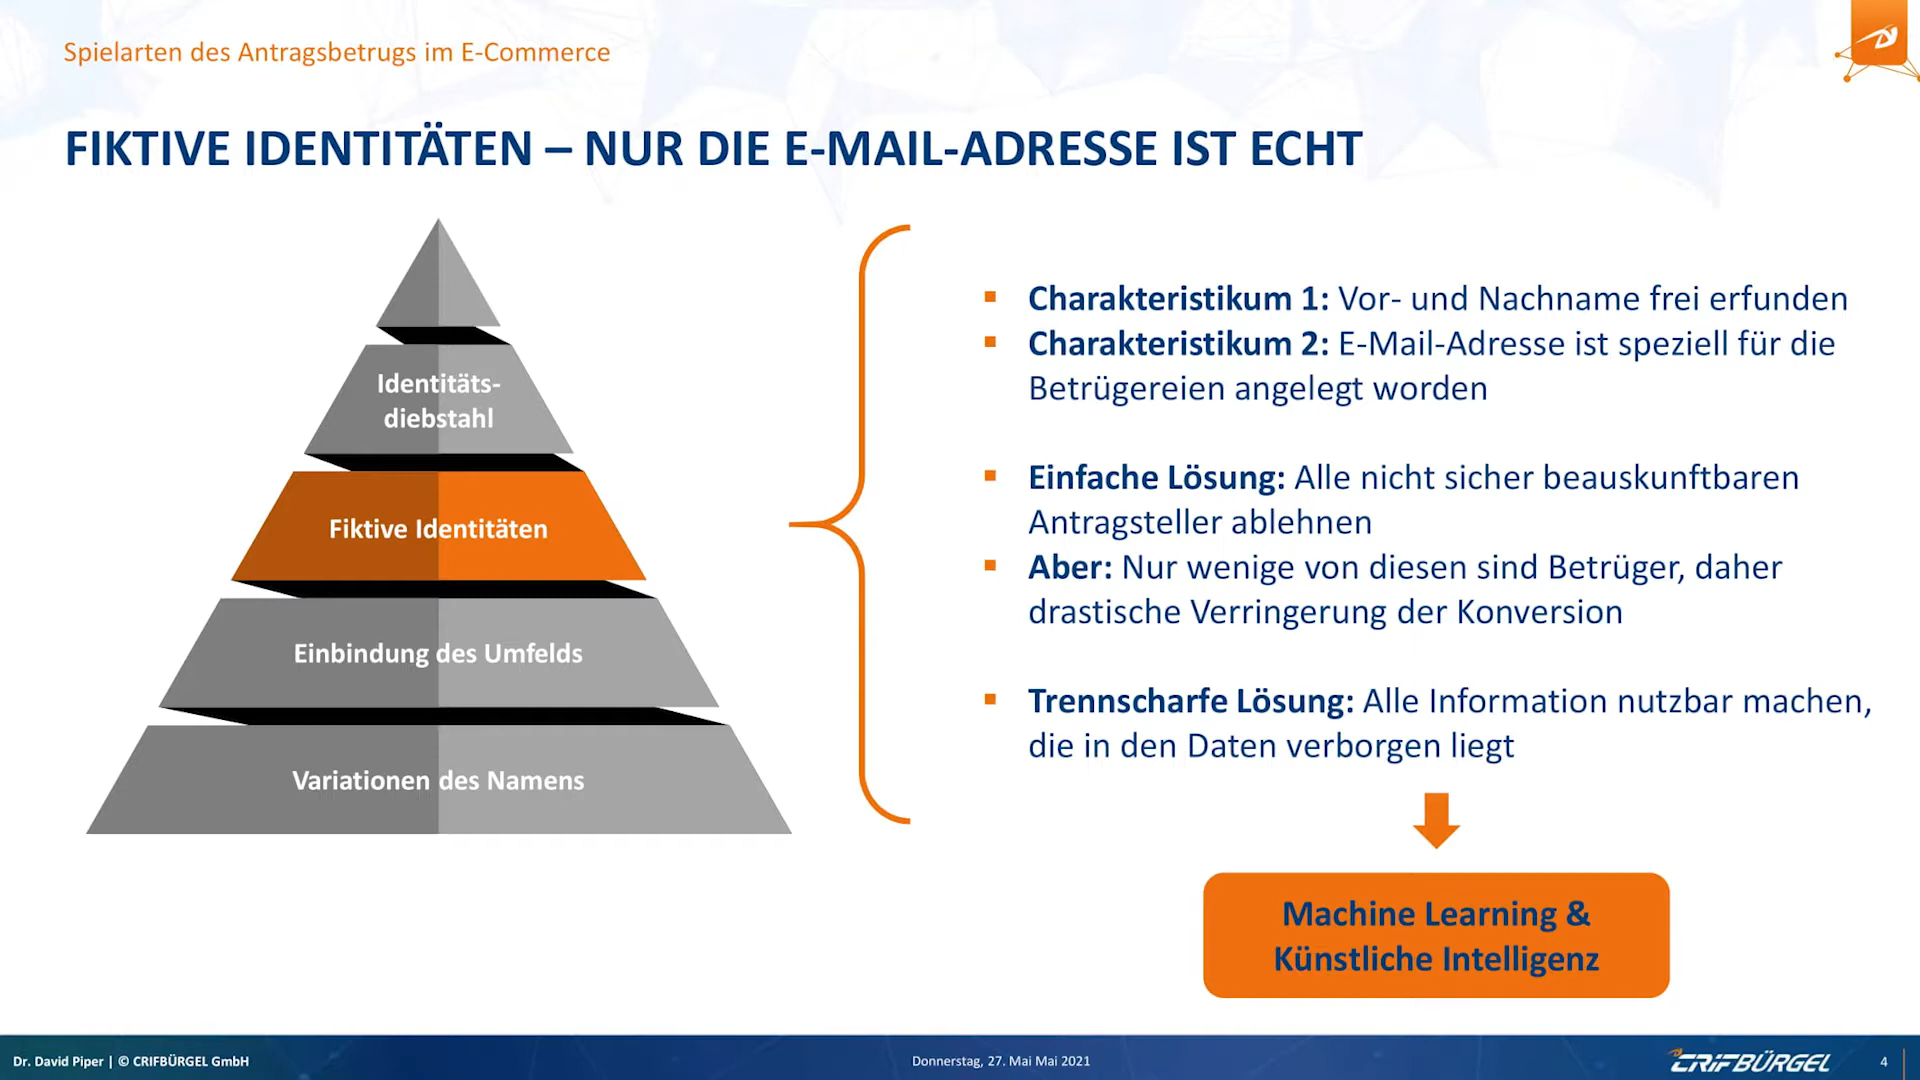 Spielarten des Antragsbetrugs im E-Commerce
FIKTIVE IDENTITÄTEN – NUR DIE E-MAIL-ADRESSE IST ECHT
Identitäts-
diebstahl
Fiktive Identitäten
Einbindung des Umfelds
Variationen des Namens
▪ Charakteristikum 1: Vor- und Nachname frei erfunden
▪ Charakteristikum 2: E-Mail-Adresse ist speziell für die
Betrügereien angelegt worden
▪ Einfache Lösung: Alle nicht sicher beauskunftbaren
Antragsteller ablehnen
▪ Aber: Nur wenige von diesen sind Betrüger, daher
drastische Verringerung der Konversion
▪ Trennscharfe Lösung: Alle Information nutzbar machen,
die in den Daten verborgen liegt
Machine Learning &
Künstliche Intelligenz
Dr. David Piper | © CRIFBÜRGEL GmbH
Donnerstag, 27. Mai Mai 2021
CRIFBÜRGEL
4